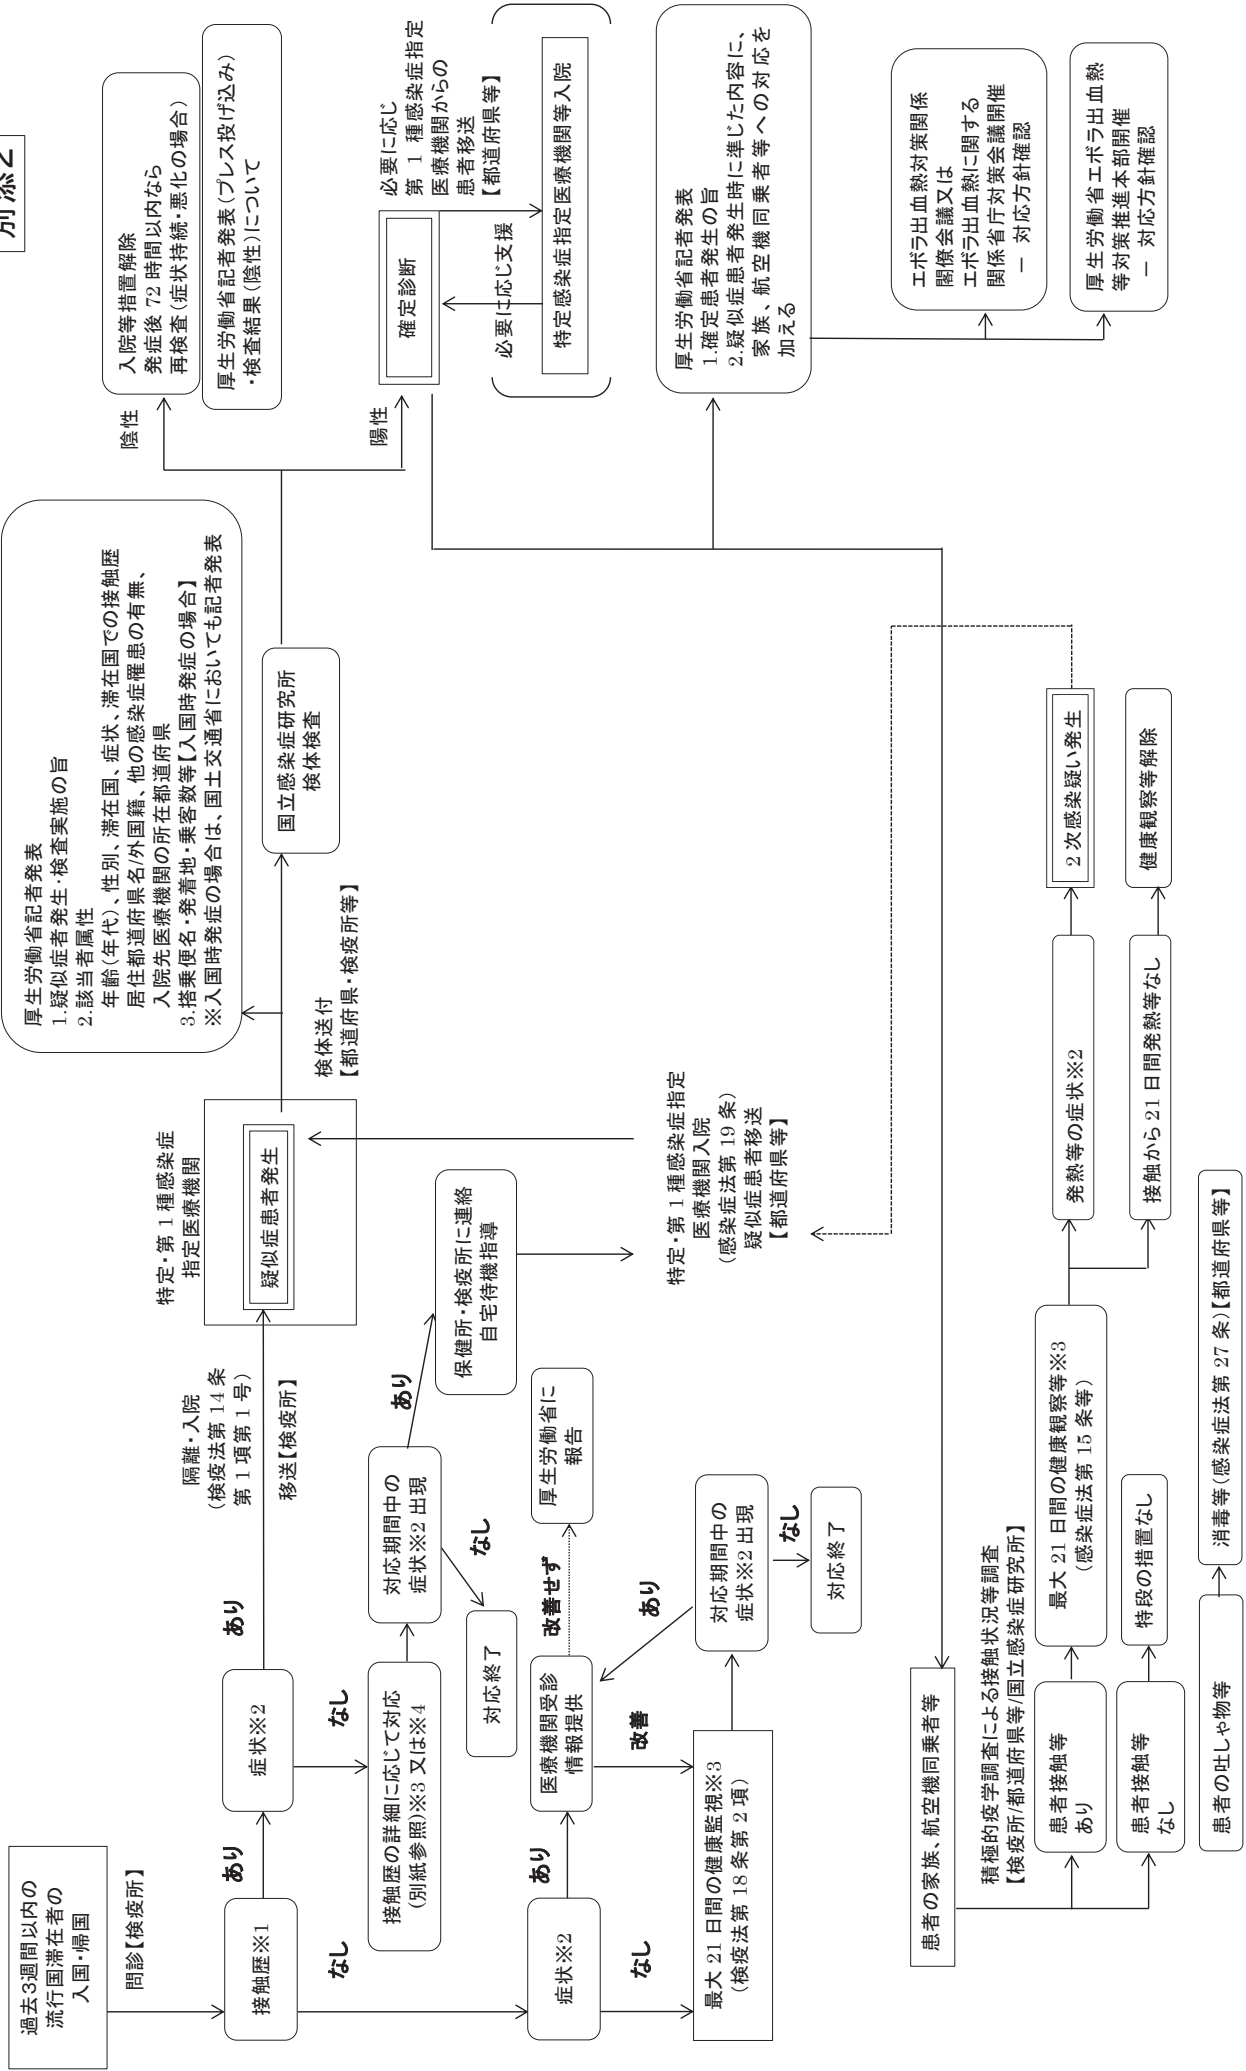 別添2
過去3週間以内の
流行国滞在者の
入国・帰国
問診【検疫所】
接触歴※1
あり
なし
症状※2
あり
なし
隔離・入院
(検疫法第 14 条
第 1 項第 1 号)
移送【検疫所】
特定・第 1 種感染症
指定医療機関
疑似症患者発生
検体送付
【都道府県・検疫所等】
厚生労働省記者発表
1.疑似症者発生・検査実施の旨
2.該当者属性
年齢(年代)、性別、滞在国、症状、滞在国での接触歴
居住都道府県名/外国籍、他の感染症罹患の有無、
入院先医療機関の所在都道府県
3.搭乗便名・発着地・乗客数等【入国時発症の場合】
※入国時発症の場合は、国土交通省においても記者発表
国立感染症研究所
検体検査
陰性
入院等措置解除
発症後 72 時間以内なら
再検査(症状持続・悪化の場合)
厚生労働省記者発表(プレス投げ込み)
・検査結果(陰性)について
陽性
確定診断
必要に応じ
第 1 種感染症指定
医療機関からの
患者移送
【都道府県等】
必要に応じ支援
特定感染症指定医療機関等入院
接触歴の詳細に応じて対応
(別紙参照)※3 又は※4
対応期間中の
症状※2 出現
あり
なし
対応終了
保健所・検疫所に連絡
自宅待機指導
特定・第 1 種感染症指定
医療機関入院
(感染症法第 19 条)
疑似症患者移送
【都道府県等】
症状※2
あり
なし
医療機関受診
情報提供
改善せず
厚生労働省に
報告
改善
最大 21 日間の健康監視※3
(検疫法第 18 条第 2 項)
対応期間中の
症状※2 出現
あり
なし
対応終了
厚生労働省記者発表
1.確定患者発生の旨
2.疑似症患者発生時に準じた内容に、
家族、航空機同乗者等への対応を
加える
エボラ出血熱対策関係
閣僚会議又は
エボラ出血熱に関する
関係省庁対策会議開催
ー 対応方針確認
厚生労働省エボラ出血熱
等対策推進本部開催
ー 対応方針確認
患者の家族、航空機同乗者等
積極的疫学調査による接触状況等調査
【検疫所/都道府県等/国立感染症研究所】
患者接触等
あり
最大 21 日間の健康観察等※3
(感染症法第 15 条等)
発熱等の症状※2
2 次感染疑い発生
接触から 21 日間発熱等なし
健康観察等解除
患者接触等
なし
特段の措置なし
患者の吐しゃ物等
消毒等(感染症法第 27 条)【都道府県等】